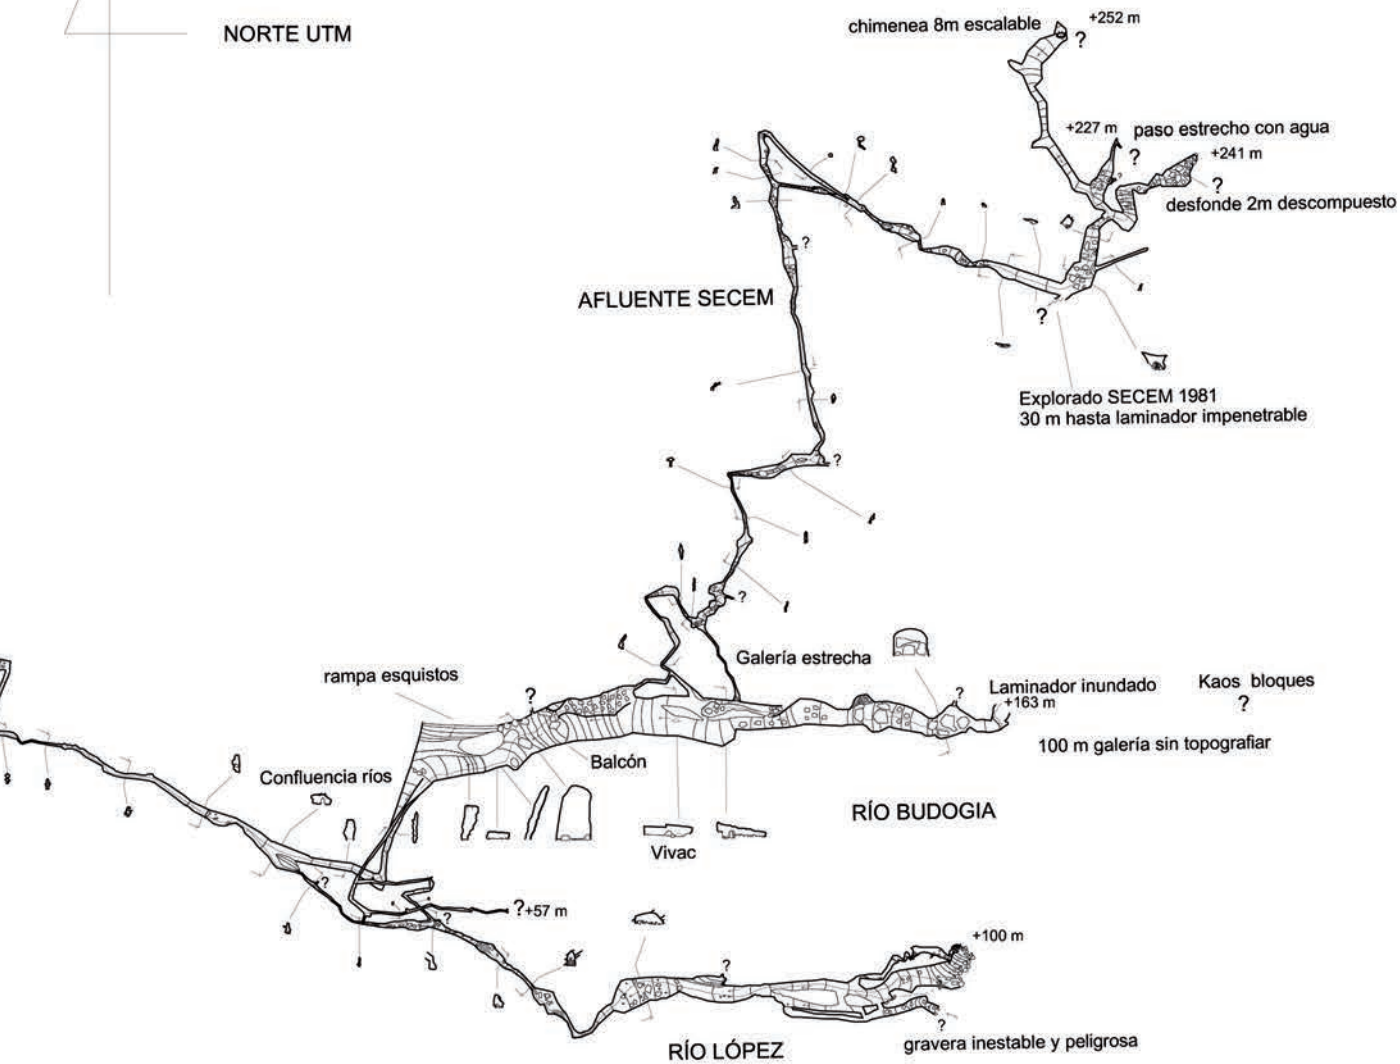 NORTE UTM
chimenea 8m escalable
+252 m
?
+227 m
paso estrecho con agua
?
?
+241 m
?
desfonde 2m descompuesto
?
AFLUENTE SECEM
?
Explorado SECEM 1981
30 m hasta laminador impenetrable
?
?
Galería estrecha
rampa esquistos
?
?
Laminador inundado
+163 m
Kaos bloques
?
100 m galería sin topografiar
Balcón
Confluencia ríos
RÍO BUDOGIA
Vivac
?
?
?+57 m
+100 m
?
?
gravera inestable y peligrosa
RÍO LÓPEZ